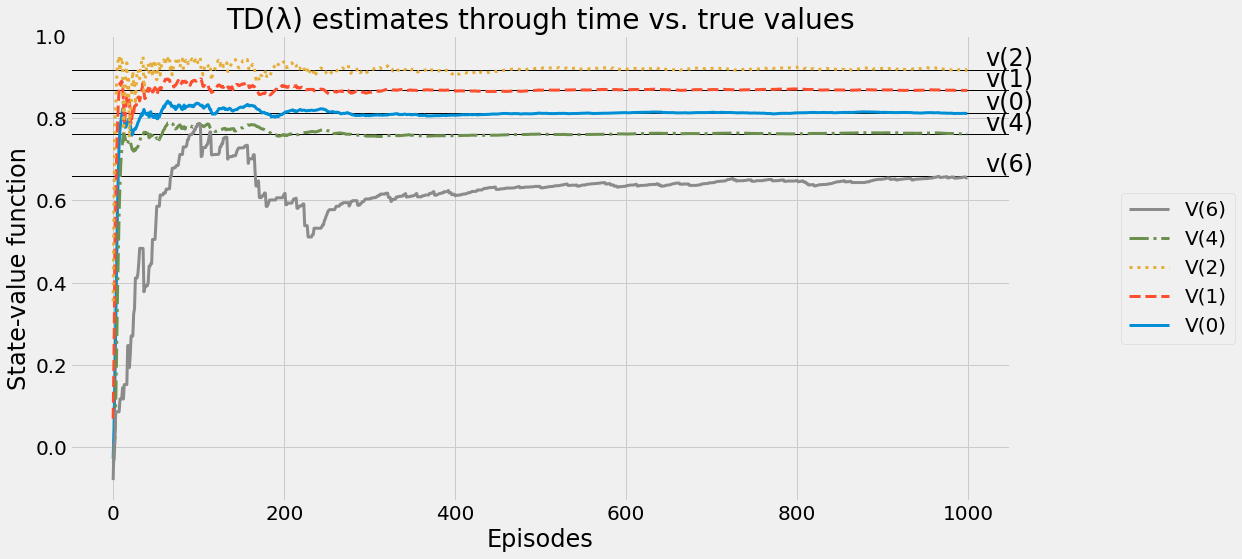 TD(λ) estimates through time vs. true values
1.0
0.8
0.6
0.4
0.2
0.0
State-value function
v(2)
v(1)
v(0)
v(4)
v(6)
V(6)
V(4)
V(2)
V(1)
V(0)
0 200 400 600 800 1000
Episodes